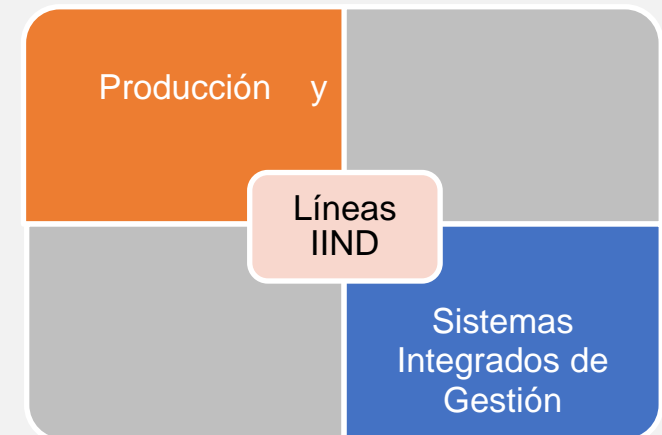 Producción y
Líneas
IIND
Sistemas
Integrados de
Gestión